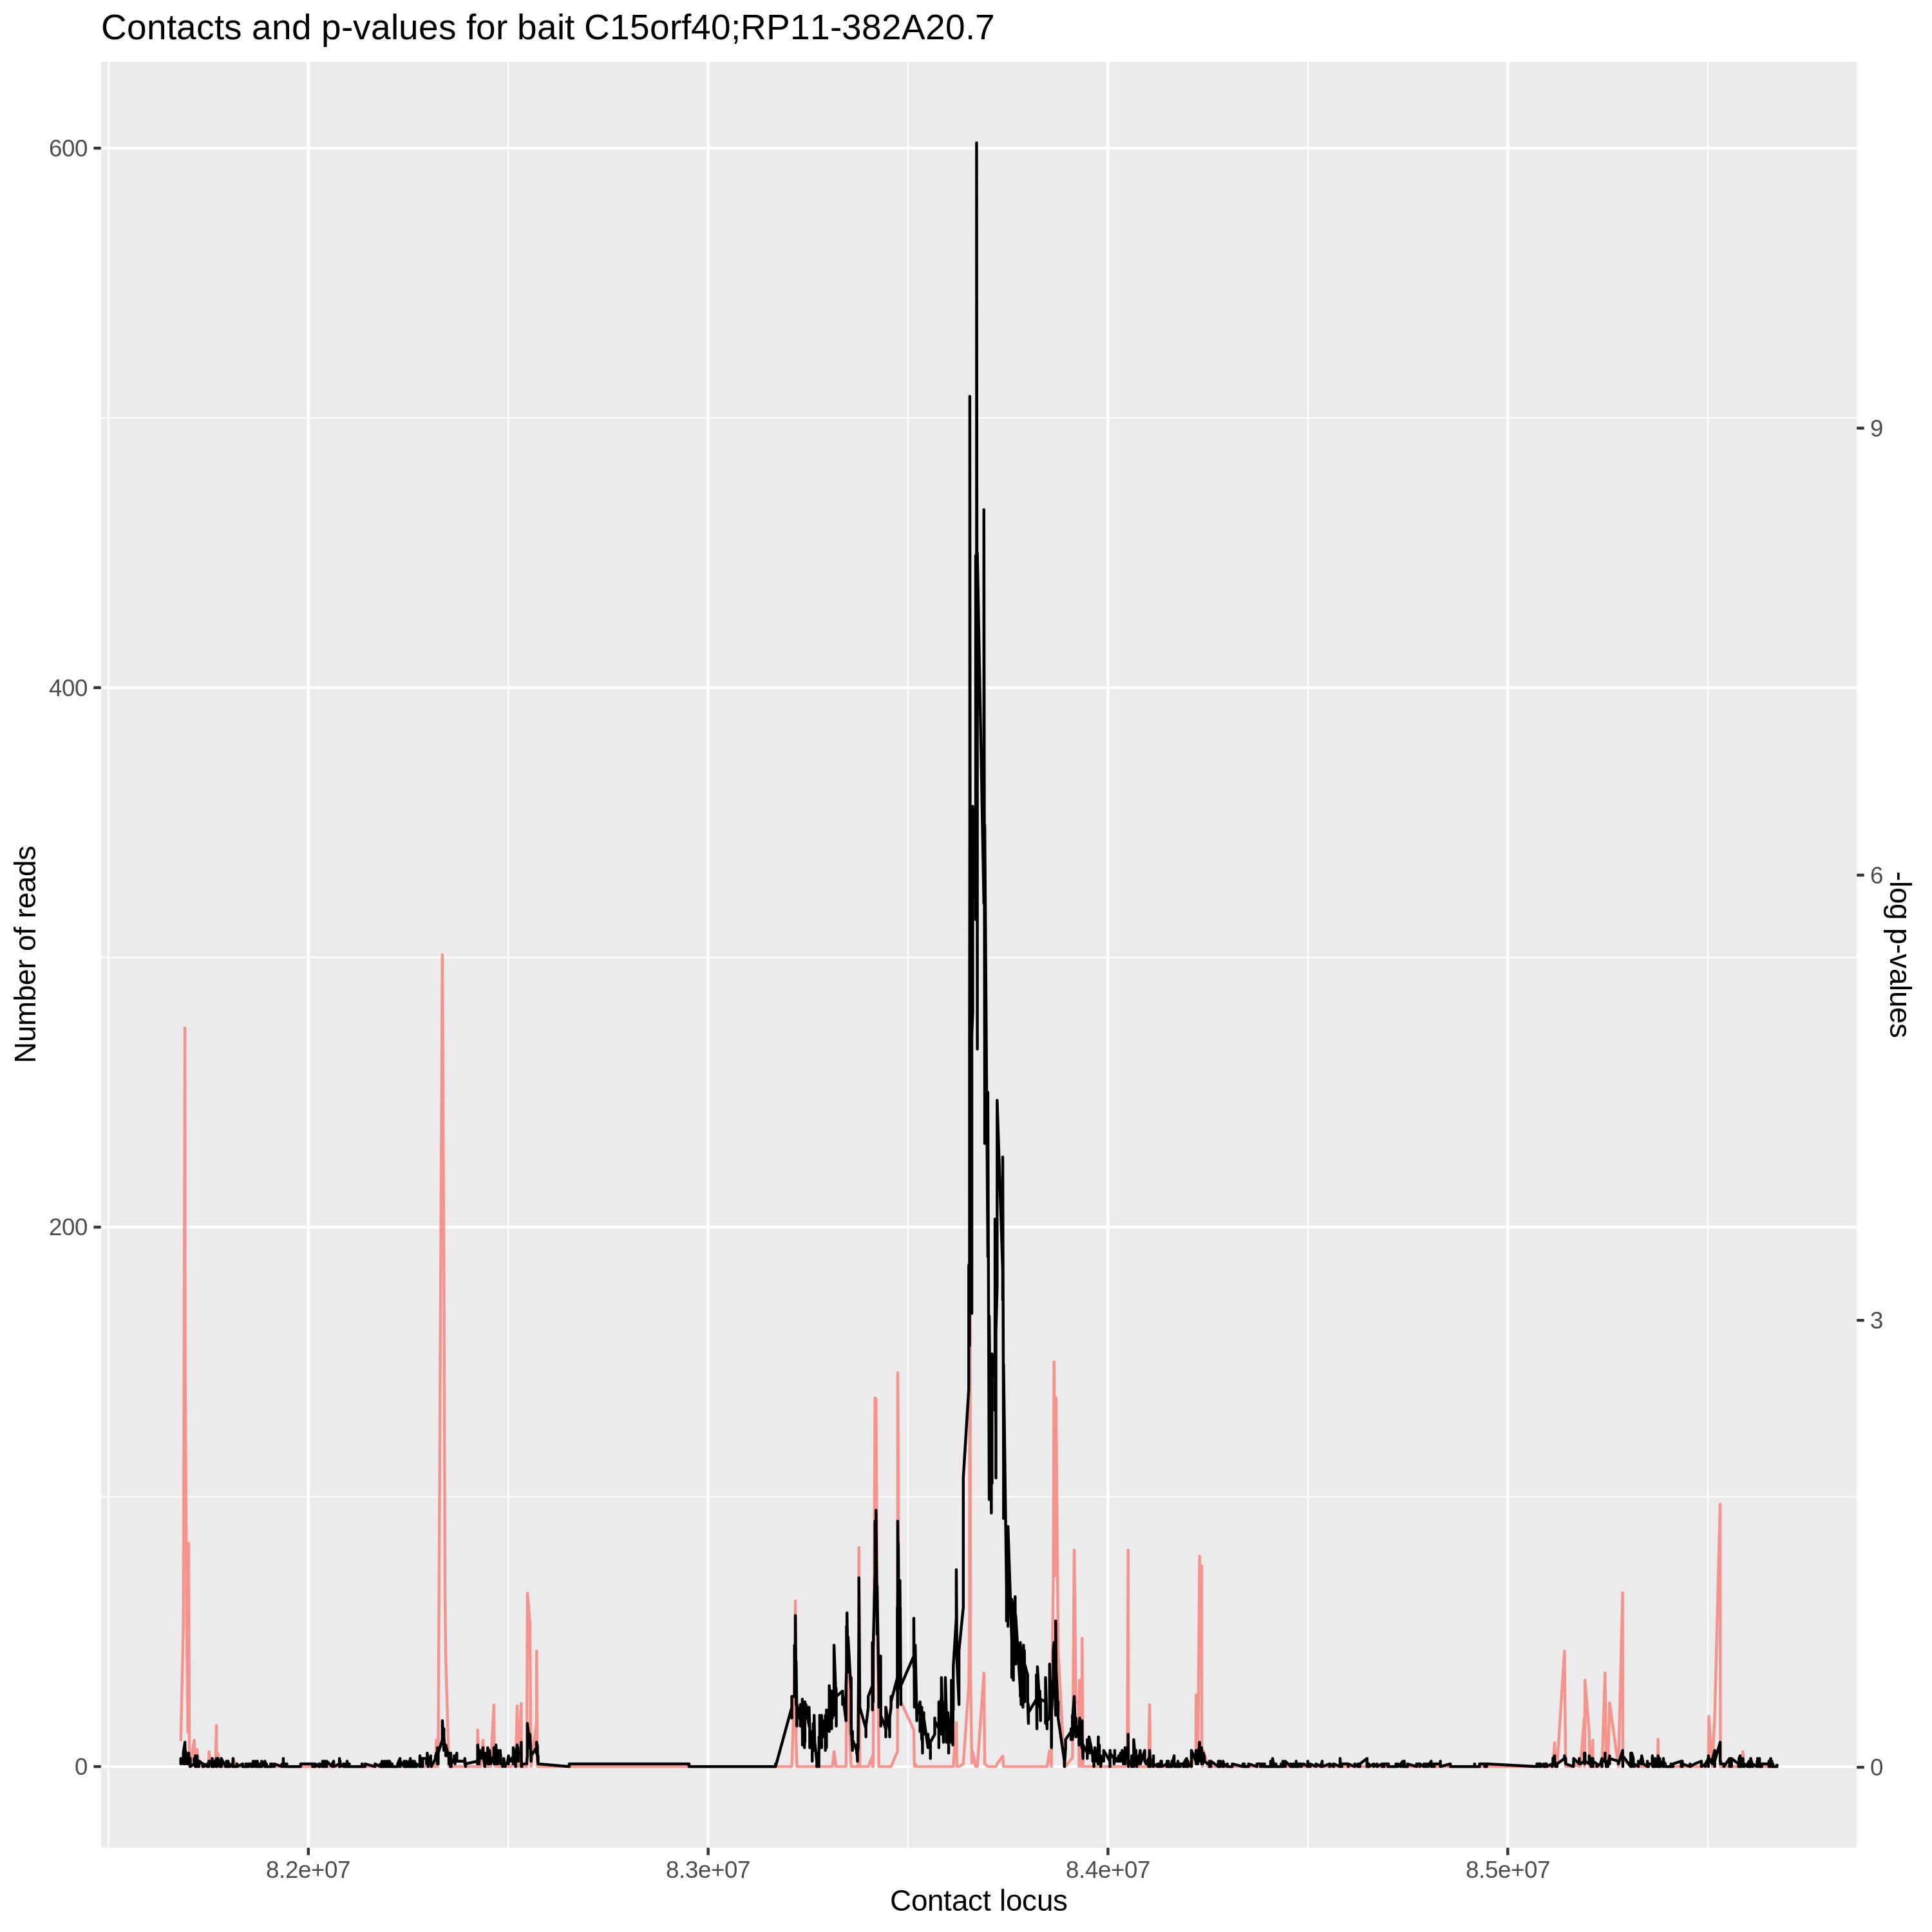 Contacts and p-values for bait C15orf40;RP11-382A20.7
600
400
200
0
Number of reads
9
6
3
0
-log p-values
8.2e+07
8.3e+07
8.4e+07
8.5e+07
Contact locus